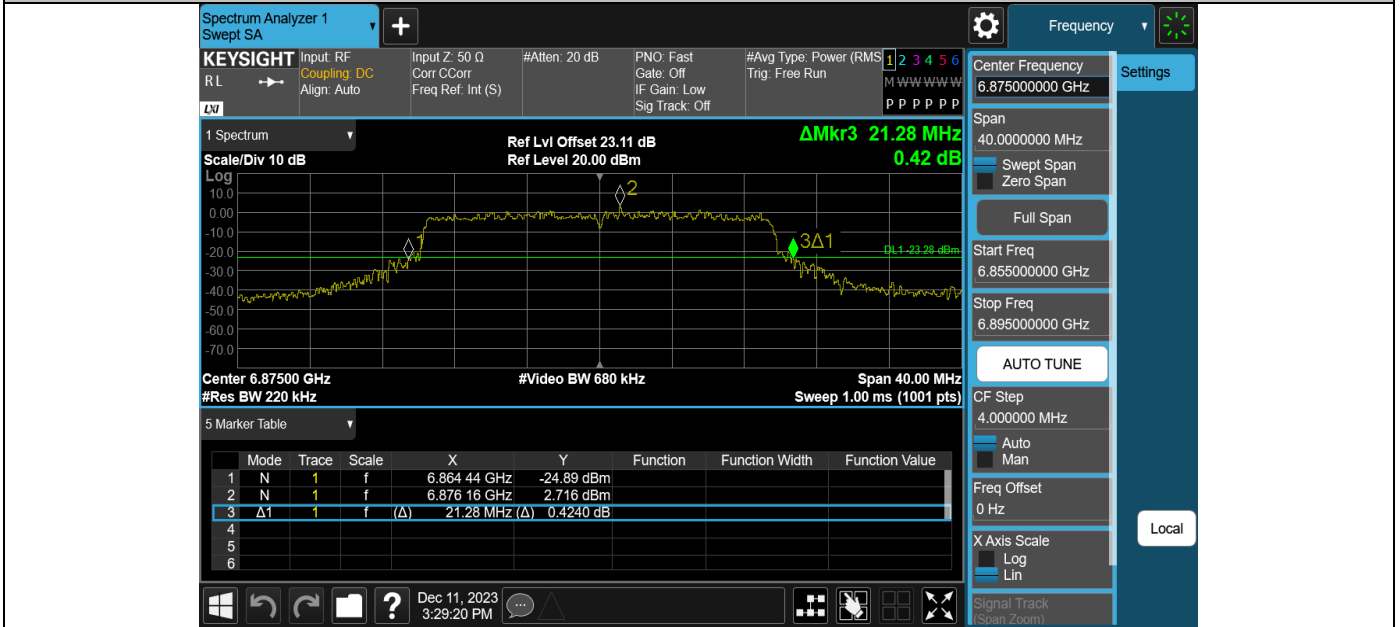 Spectrum Analyzer 1
Swept SA
+
Frequency
KEYSIGHT
RL
LXI
Input: RF
Coupling: DC
Align: Auto
Input Z: 50 Ω
Corr CCorr
Freq Ref: Int (S)
#Atten: 20 dB
PNO: Fast
Gate: Off
IF Gain: Low
Sig Track: Off
#Avg Type: Power (RMS
Trig: Free Run
1 2 3 4 5 6
M W W W W W
P P P P P P
1 Spectrum
Scale/Div 10 dB
Ref Lvl Offset 23.11 dB
Ref Level 20.00 dBm
ΔMkr3 21.28 MHz
0.42 dB
Log
10.0
0.00
-10.0
-20.0
-30.0
-40.0
-50.0
-60.0
-70.0
1
2
3Δ1
DL1 -23.28 dBm
Center 6.87500 GHz
#Video BW 680 kHz
Span 40.00 MHz
#Res BW 220 kHz
Sweep 1.00 ms (1001 pts)
5 Marker Table
Mode Trace Scale X Y Function Function Width Function Value
1 N 1 f 6.864 44 GHz -24.89 dBm
2 N 1 f 6.876 16 GHz 2.716 dBm
3 Δ1 1 f (Δ) 21.28 MHz (Δ) 0.4240 dB
4
5
6
?
Dec 11, 2023
3:29:20 PM
Center Frequency
6.875000000 GHz
Settings
Span
40.0000000 MHz
Swept Span
Zero Span
Full Span
Start Freq
6.855000000 GHz
Stop Freq
6.895000000 GHz
AUTO TUNE
CF Step
4.000000 MHz
Auto
Man
Freq Offset
0 Hz
Local
X Axis Scale
Log
Lin
Signal Track
(Span Zoom)